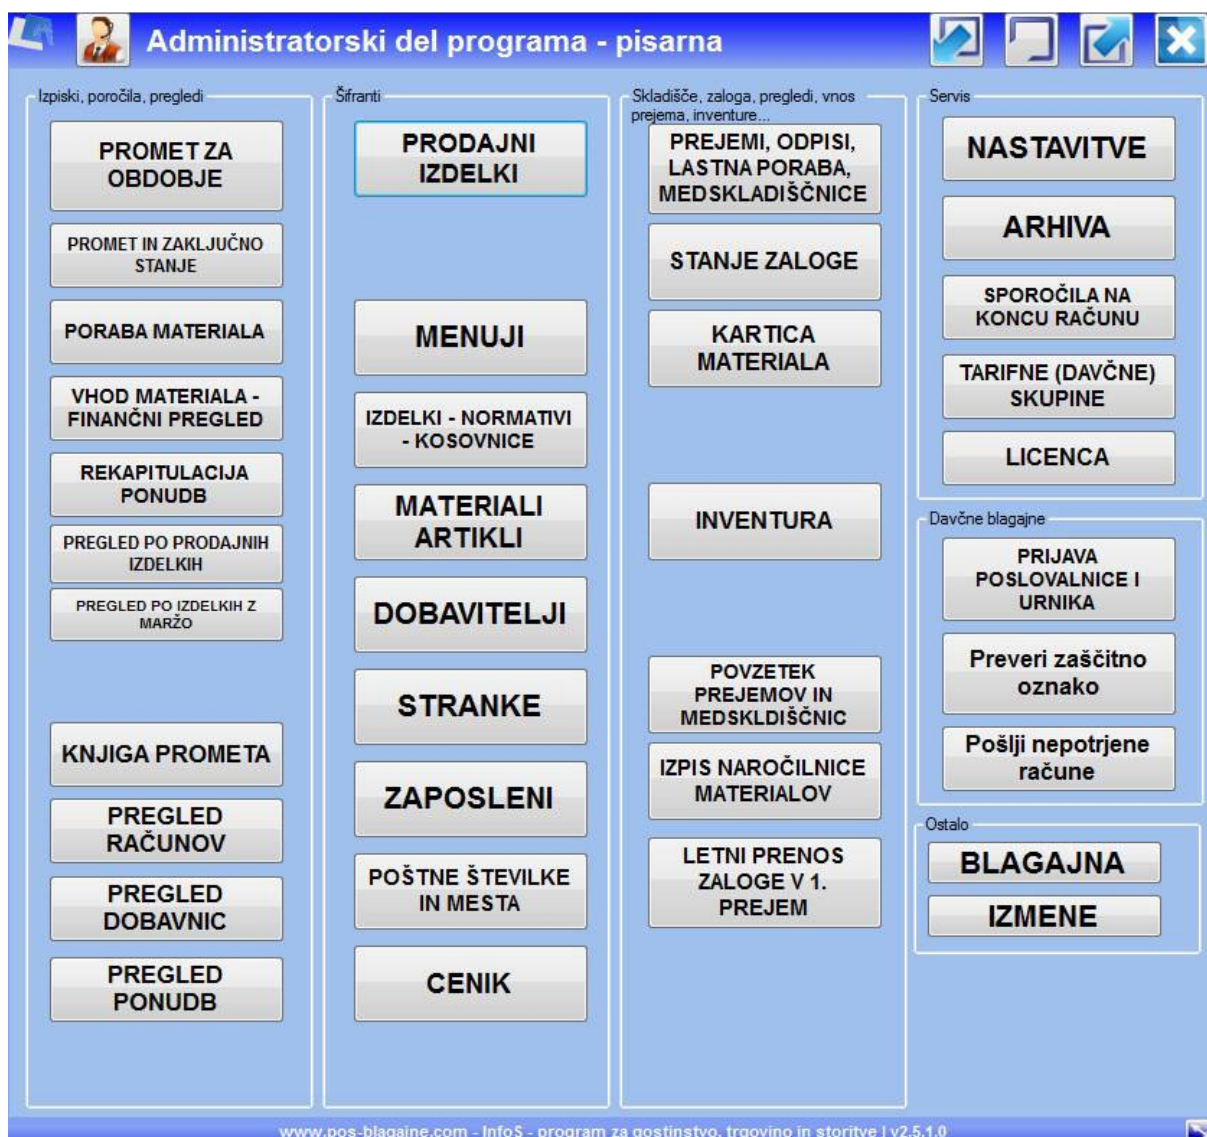 Administratorski del programa - pisarna
Izpiski, poročila, pregledi
PROMET ZA
OBDOBJE
PROMET IN ZAKLJUČNO
STANJE
PORABA MATERIALA
VHOD MATERIALA -
FINANČNI PREGLED
REKAPITULACIJA
PONUDB
PREGLED PO PRODAJNIH
IZDELKIH
PREGLED PO IZDELKIH Z
MARŽO
KNJIGA PROMETA
PREGLED
RAČUNOV
PREGLED
DOBAVNIC
PREGLED
PONUDB
Šifranti
PRODAJNI
IZDELKI
MENUJI
IZDELKI - NORMATIVI
- KOSOVNICE
MATERIALI
ARTIKLI
DOBAVITELJI
STRANKE
ZAPOSLENI
POŠTNE ŠTEVILKE
IN MESTA
CENIK
Skladišče, zaloga, pregledi, vnos
prejema, inventure...
PREJEMI, ODPISI,
LASTNA PORABA,
MEDSKLADIŠČNICE
STANJE ZALOGE
KARTICA
MATERIALA
INVENTURA
POVZETEK
PREJEMOV IN
MEDSKLDIŠČNIC
IZPIS NAROČILNICE
MATERIALOV
LETNI PRENOS
ZALOGE V 1.
PREJEM
Servis
NASTAVITVE
ARHIVA
SPOROČILA NA
KONCU RAČUNU
TARIFNE (DAVČNE)
SKUPINE
LICENCA
Davčne blagajne
PRIJAVA
POSLOVALNICE I
URNIKA
Preveri zaščitno
oznako
Pošlji nepotrjene
račune
Ostalo
BLAGAJNA
IZMENE
www.pos-blagajne.com - InfoS - program za gostinstvo, trgovino in storitve | v2.5.1.0